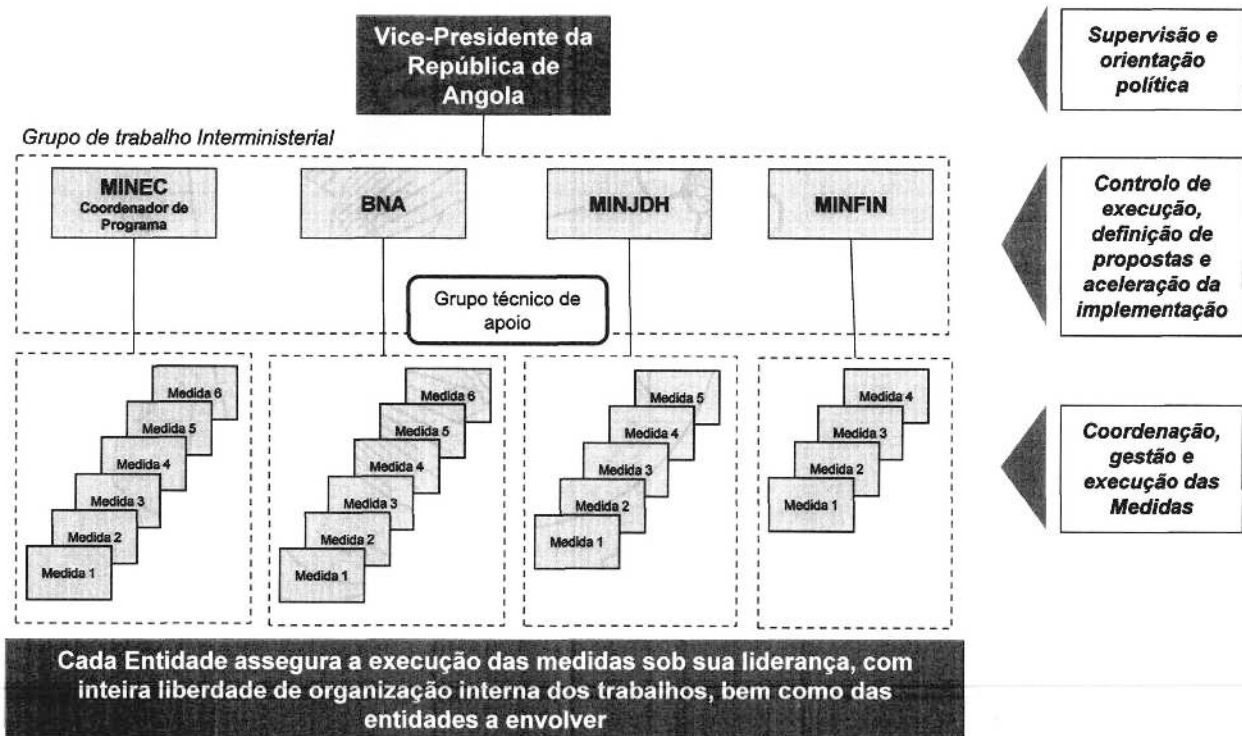 Vice-Presidente da
República de
Angola
Supervisão e
orientação
política
Grupo de trabalho Interministerial
MINEC
Coordenador de
Programa
BNA
MINJDH
MINFIN
Controlo de
execução,
definição de
propostas e
aceleração da
implementação
Grupo técnico de
apoio
Medida 6
Medida 5
Medida 4
Medida 3
Medida 2
Medida 1
Medida 6
Medida 5
Medida 4
Medida 3
Medida 2
Medida 1
Medida 5
Medida 4
Medida 3
Medida 2
Medida 1
Medida 4
Medida 3
Medida 2
Medida 1
Coordenação,
gestão e
execução das
Medidas
Cada Entidade assegura a execução das medidas sob sua liderança, com
inteira liberdade de organização interna dos trabalhos, bem como das
entidades a envolver